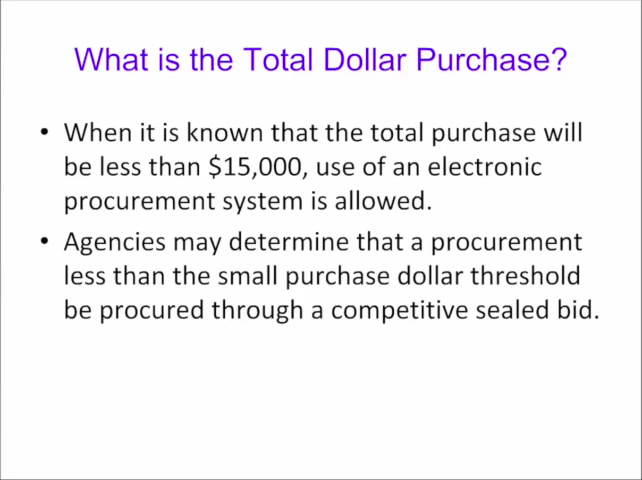 What is the Total Dollar Purchase?
• When it is known that the total purchase will
be less than $15,000, use of an electronic
procurement system is allowed.
• Agencies may determine that a procurement
less than the small purchase dollar threshold
be procured through a competitive sealed bid.